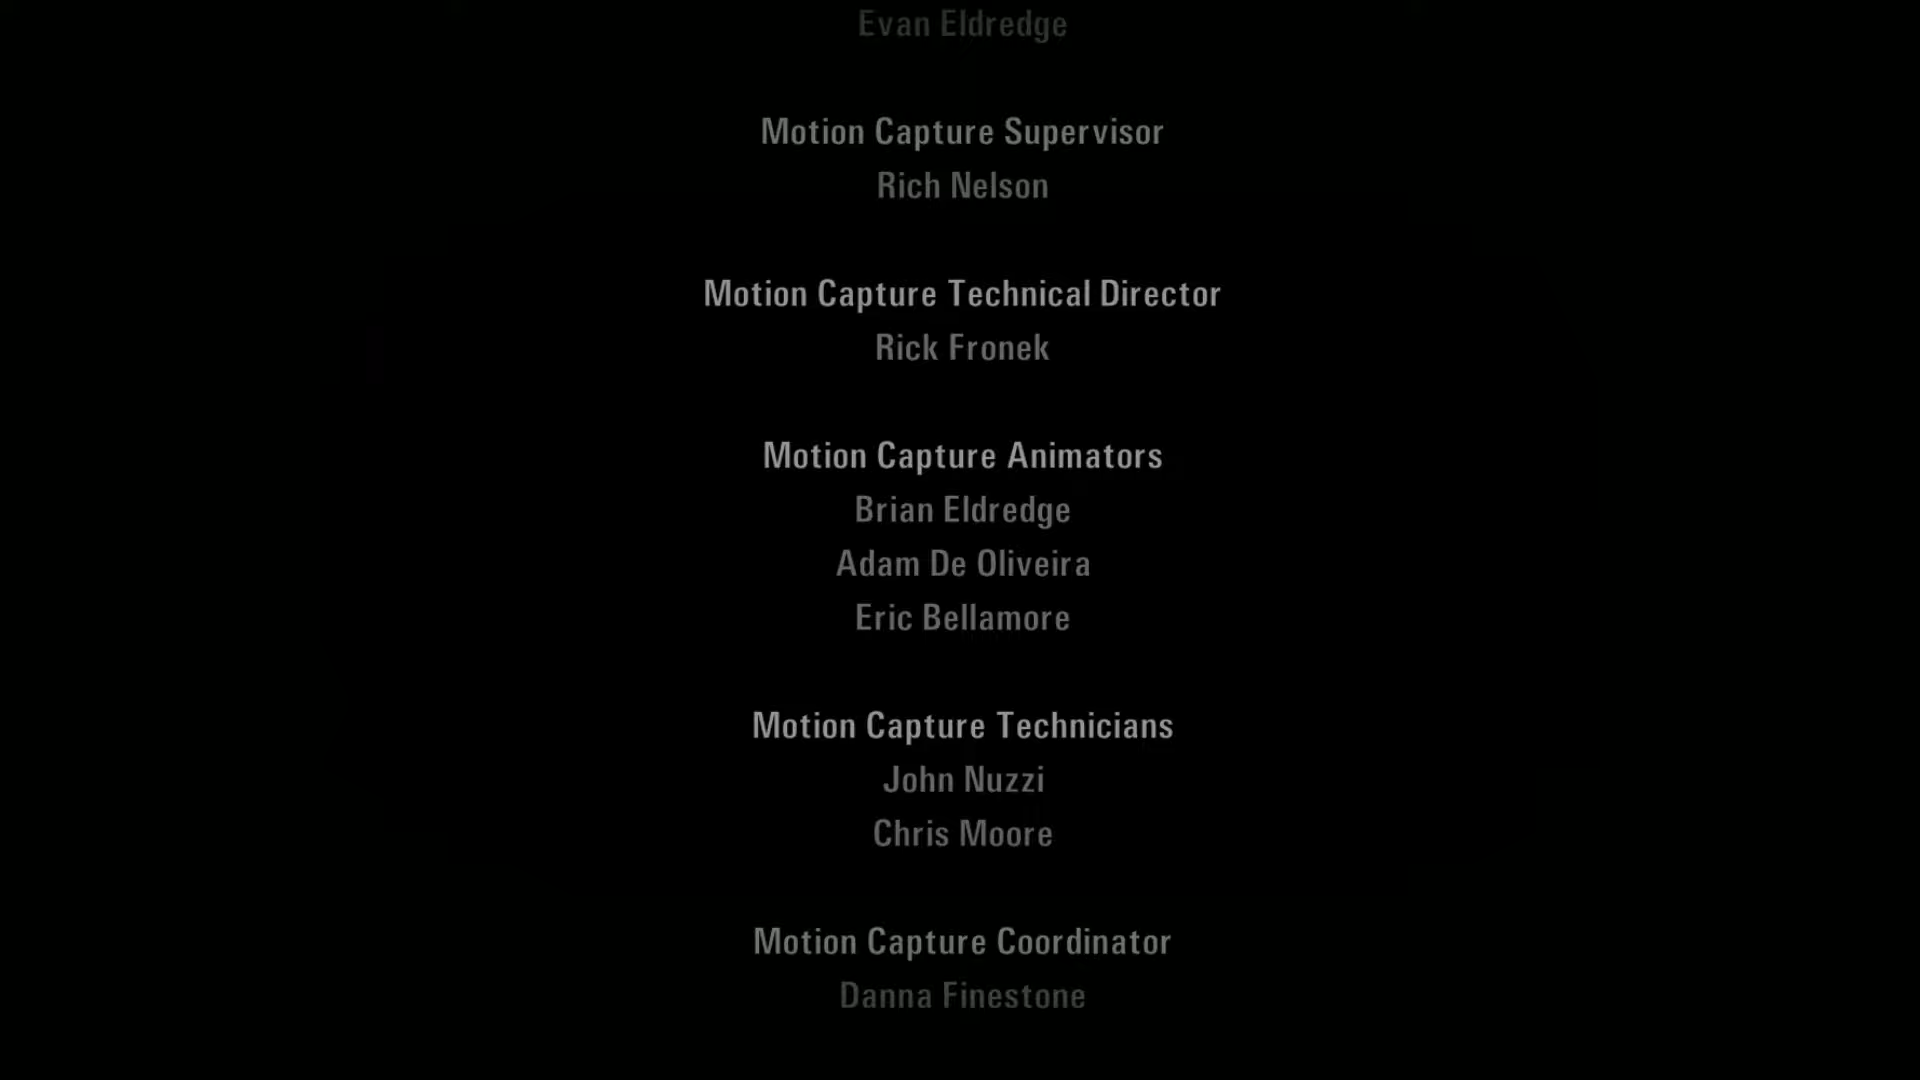 Evan Eldredge
Motion Capture Supervisor
Rich Nelson
Motion Capture Technical Director
Rick Fronek
Motion Capture Animators
Brian Eldredge
Adam De Oliveira
Eric Bellamore
Motion Capture Technicians
John Nuzzi
Chris Moore
Motion Capture Coordinator
Danna Finestone